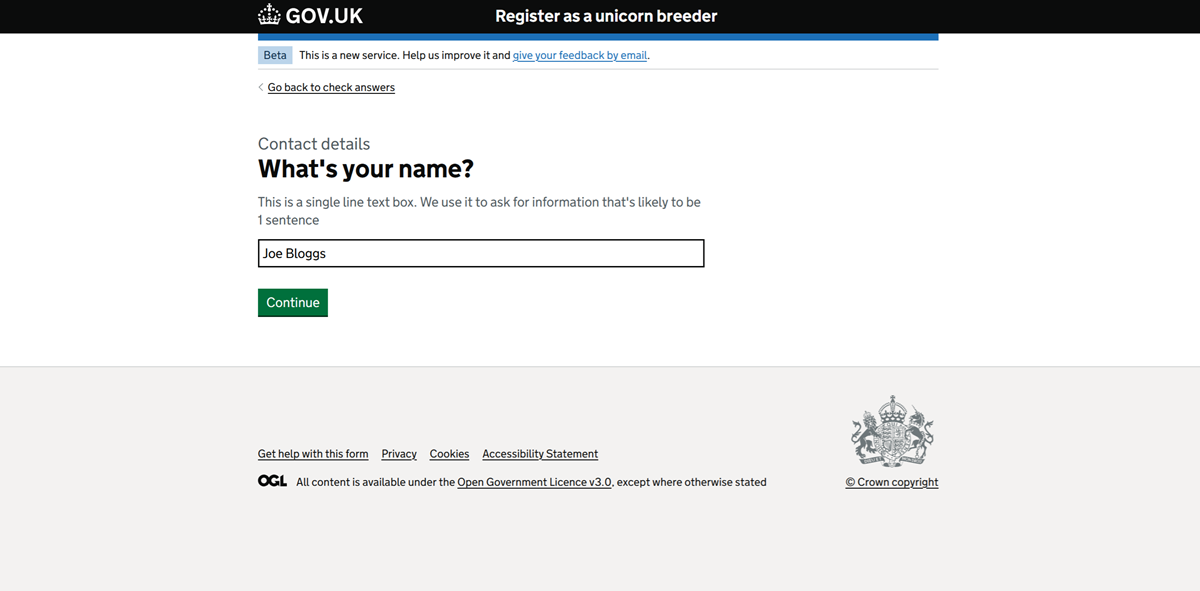 GOV.UK
Register as a unicorn breeder
Beta This is a new service. Help us improve it and give your feedback by email.
Go back to check answers
Contact details
What's your name?
This is a single line text box. We use it to ask for information that's likely to be
1 sentence
Joe Bloggs
Continue
Get help with this form Privacy Cookies Accessibility Statement
OGL All content is available under the Open Government Licence v3.0, except where otherwise stated
© Crown copyright